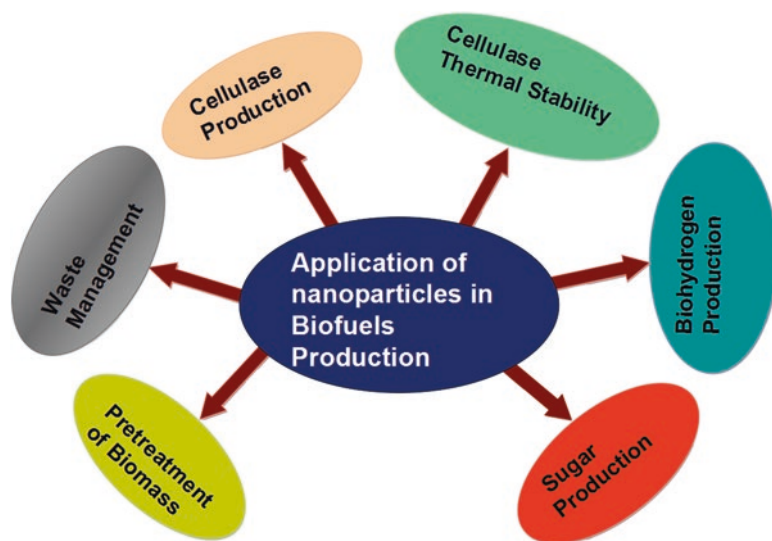 Cellulase
Production
Cellulase
Thermal Stability
Waste
Management
Application of
nanoparticles in
Biofuels
Production
Biohydrogen
Production
Pretreatment
of Biomass
Sugar
Production